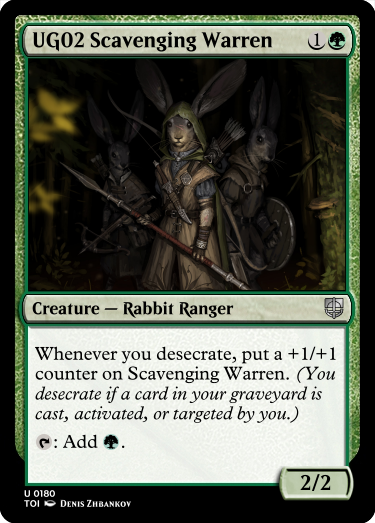 UG02 Scavenging Warren 1
Creature — Rabbit Ranger
Whenever you desecrate, put a +1/+1
counter on Scavenging Warren. (You
desecrate if a card in your graveyard is
cast, activated, or targeted by you.)
: Add .
2/2
U 0180
TOI Denis Zhbankov